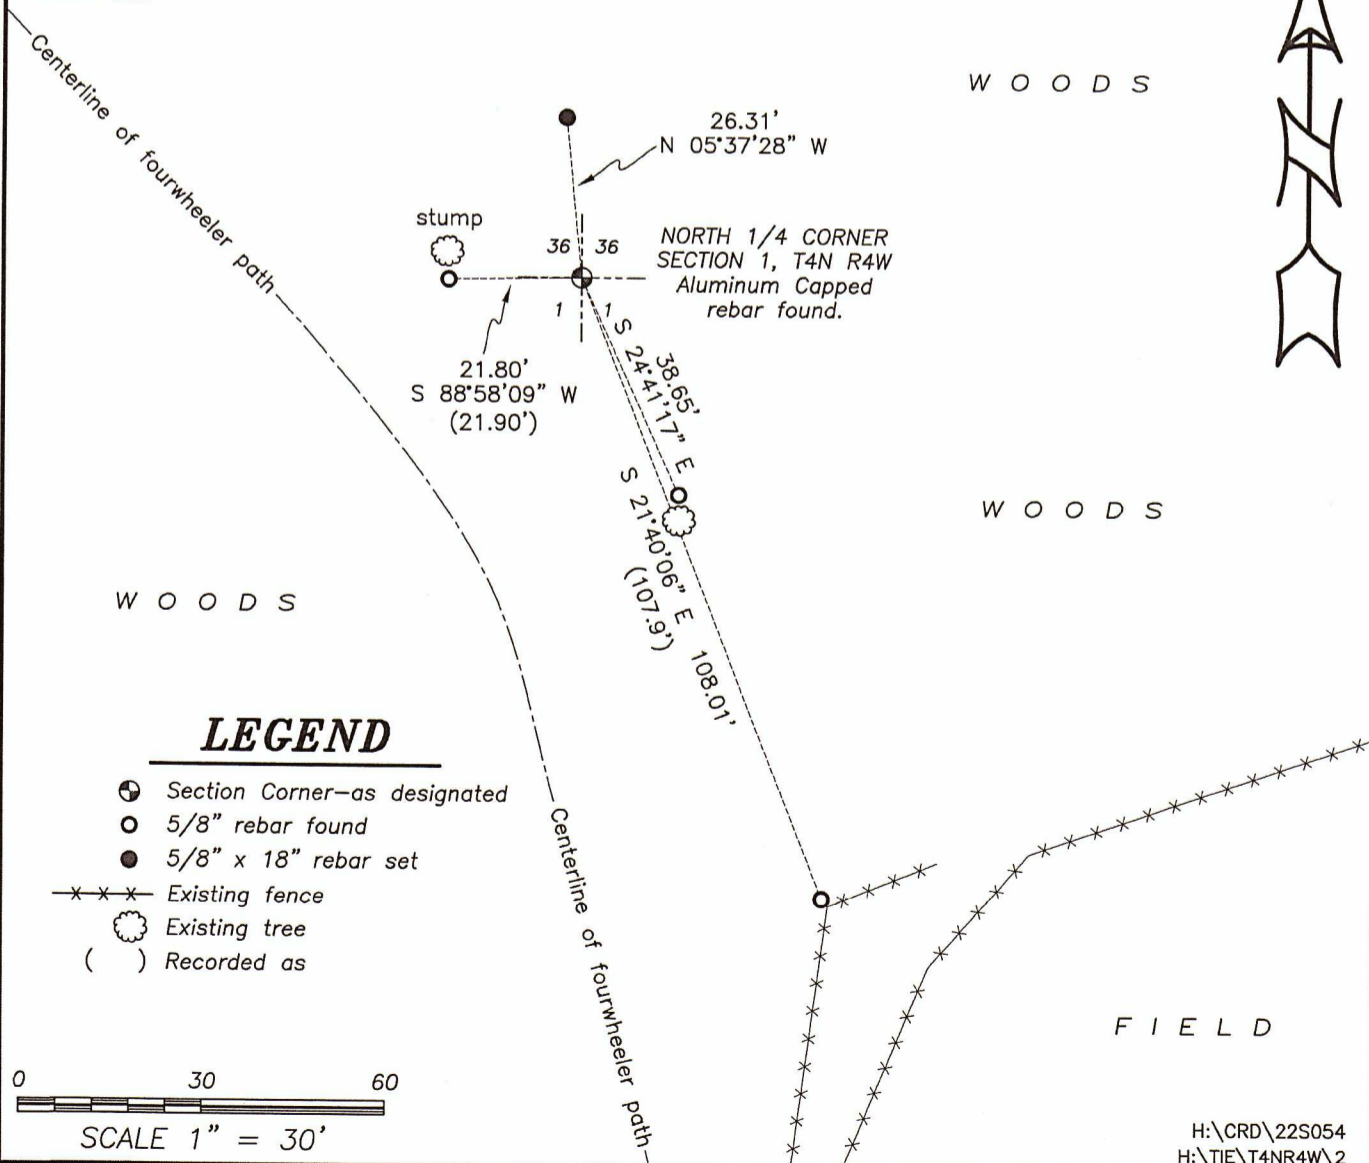 Centerline of fourwheeler path
W O O D S
26.31'
N 05°37'28" W
stump
36 36
NORTH 1/4 CORNER
SECTION 1, T4N R4W
Aluminum Capped
rebar found.
1 1
21.80'
S 88°58'09" W
(21.90')
38.65'
S 24°41'17" E
S 21°40'06" E 108.01'
(107.9')
W O O D S
W O O D S
LEGEND
Section Corner–as designated
5/8" rebar found
5/8" x 18" rebar set
Existing fence
Existing tree
( ) Recorded as
Centerline of fourwheeler path
F I E L D
0 30 60
SCALE 1" = 30'
H:\CRD\22S054
H:\TIE\T4NR4W\2
N